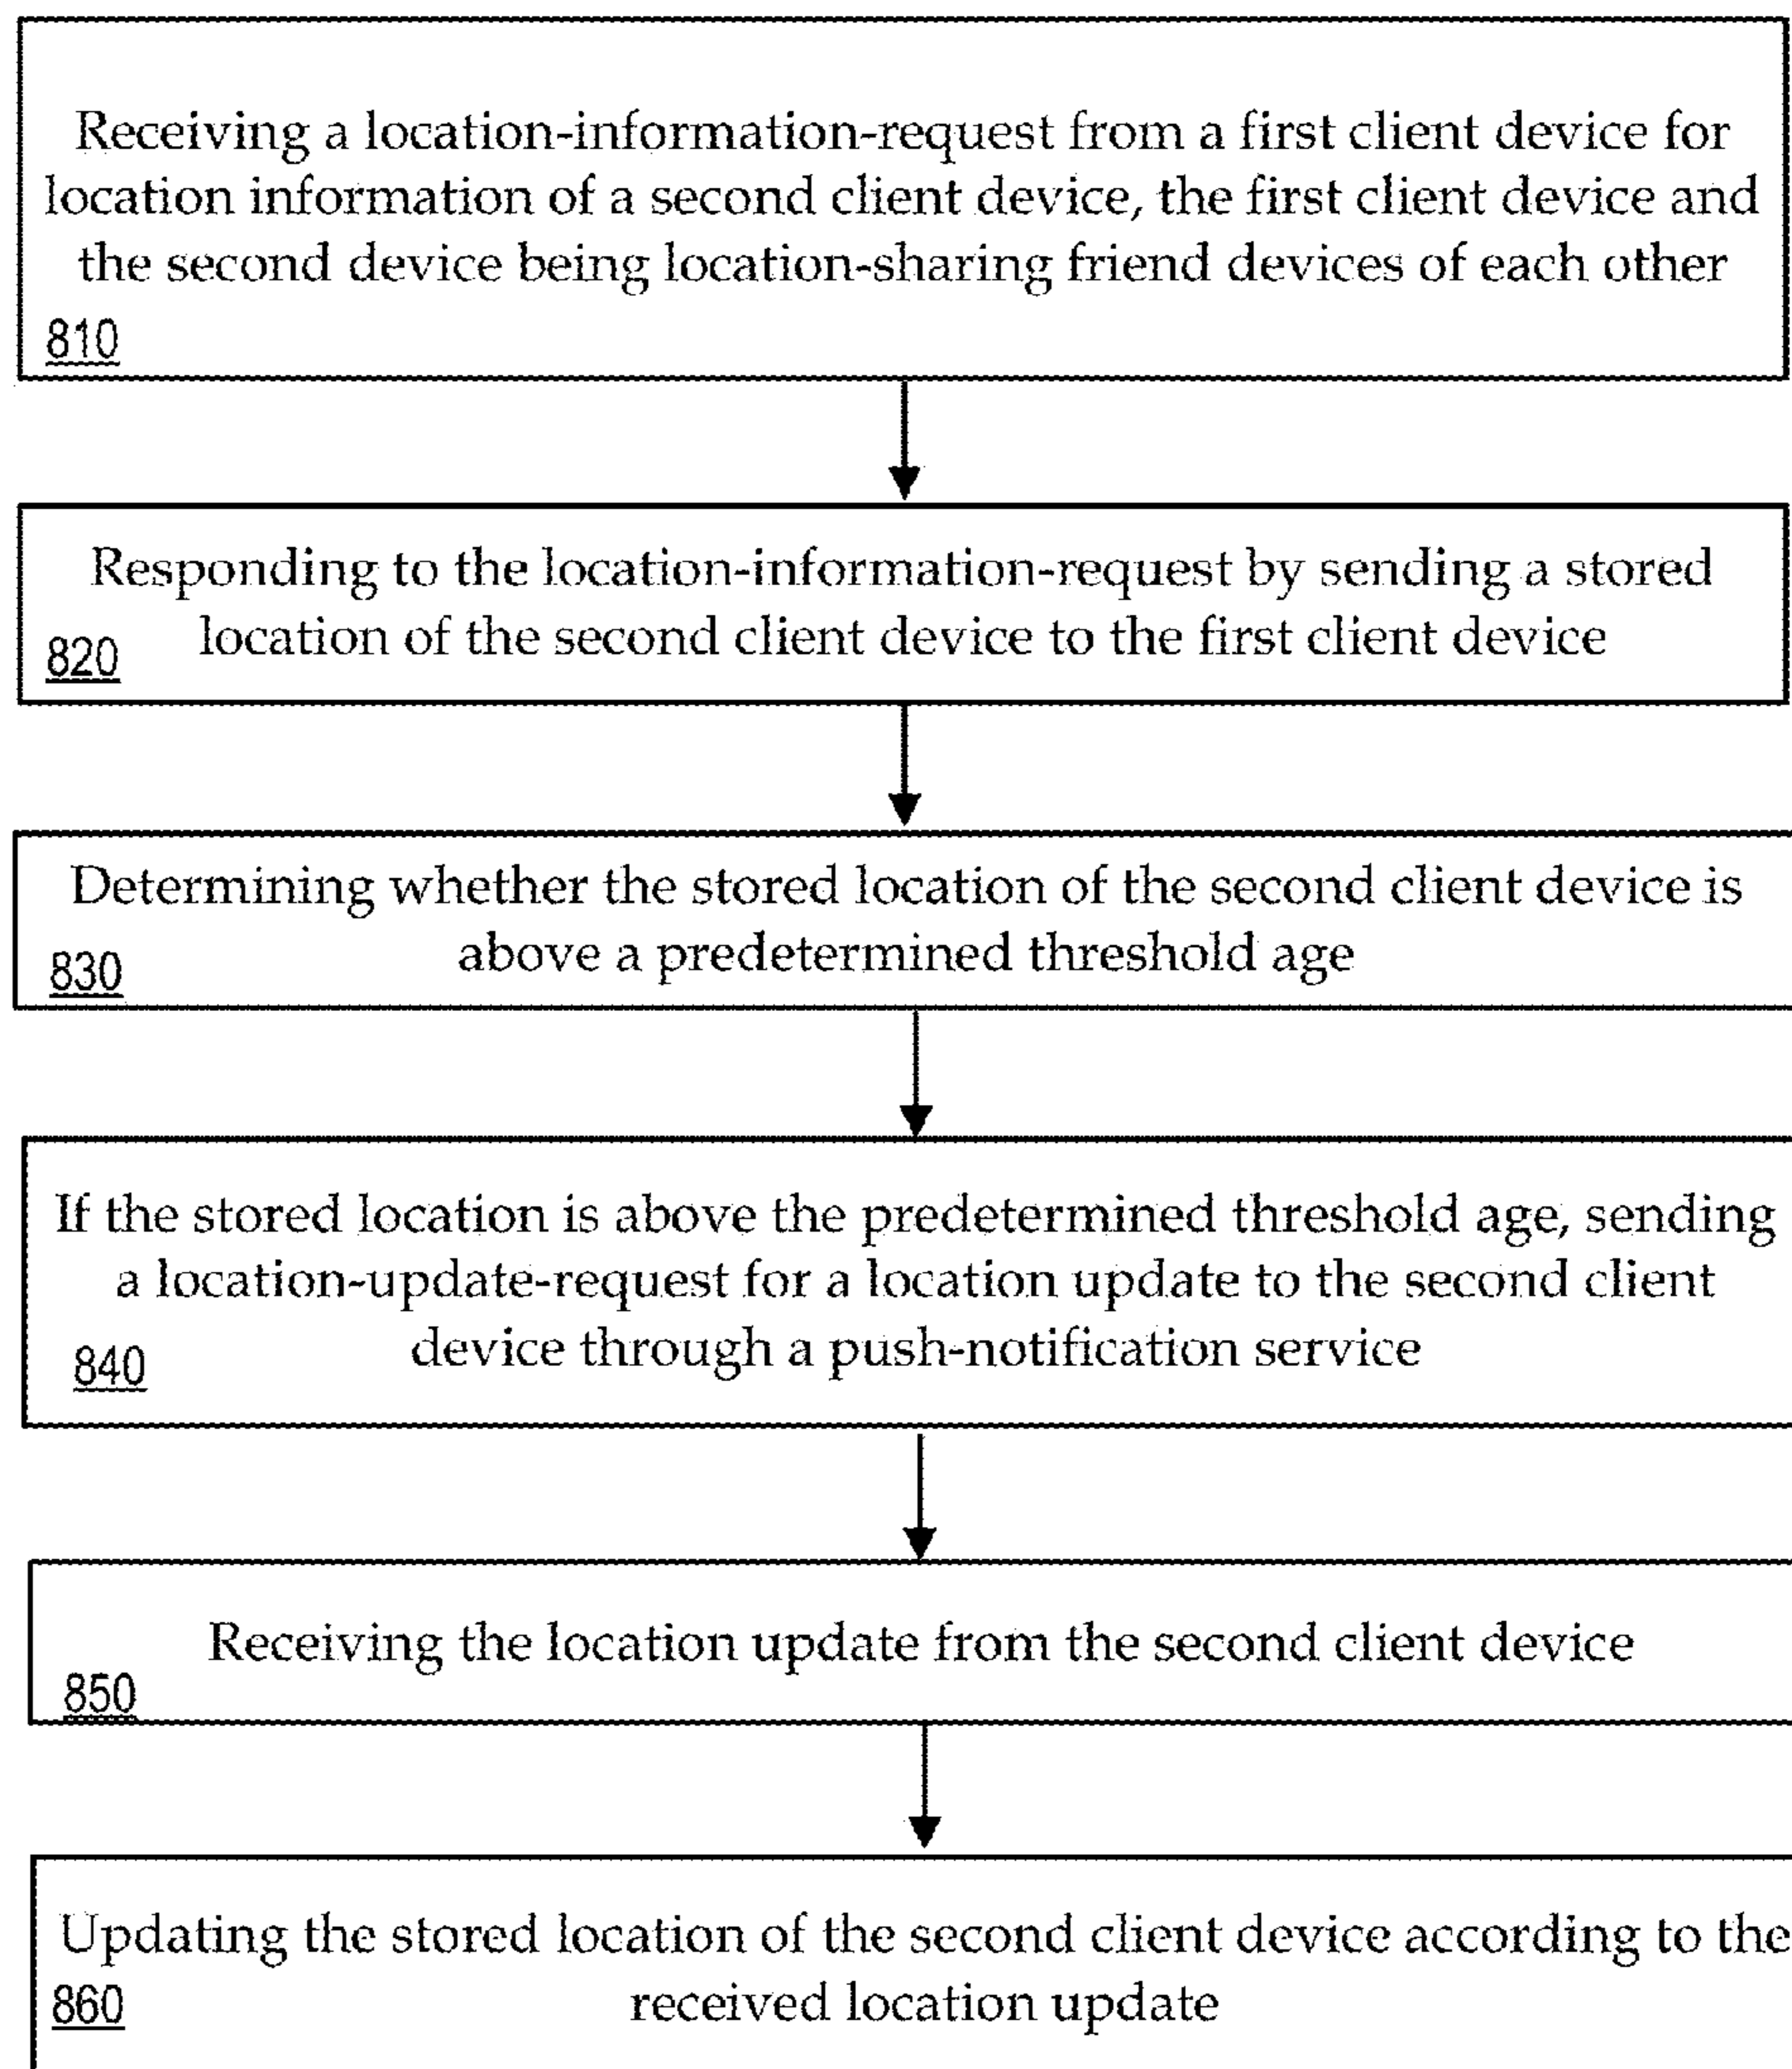 Receiving a location-information-request from a first client device for
location information of a second client device, the first client device and
the second device being location-sharing friend devices of each other
810
Responding to the location-information-request by sending a stored
location of the second client device to the first client device
820
Determining whether the stored location of the second client device is
above a predetermined threshold age
830
If the stored location is above the predetermined threshold age, sending
a location-update-request for a location update to the second client
device through a push-notification service
840
Receiving the location update from the second client device
850
Updating the stored location of the second client device according to the
received location update
860